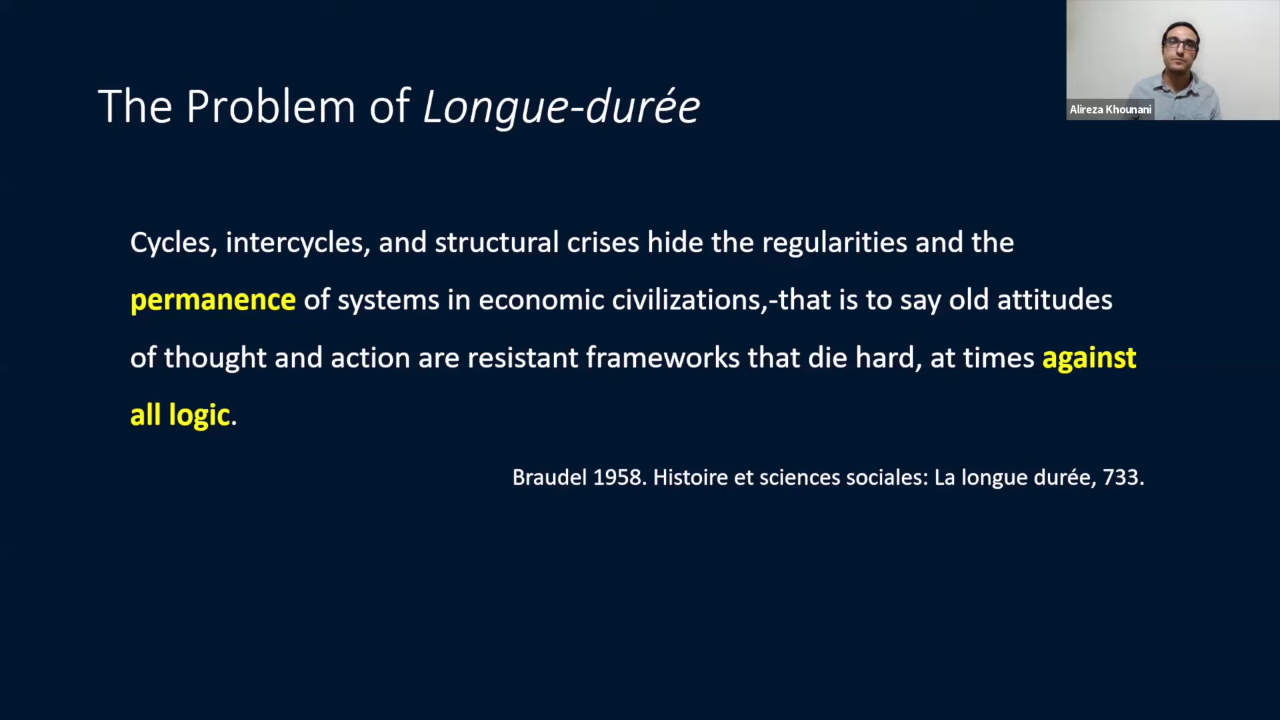 The Problem of Longue-durée
Alireza Khounani
Cycles, intercycles, and structural crises hide the regularities and the
permanence of systems in economic civilizations,-that is to say old attitudes
of thought and action are resistant frameworks that die hard, at times against
all logic.
Braudel 1958. Histoire et sciences sociales: La longue durée, 733.